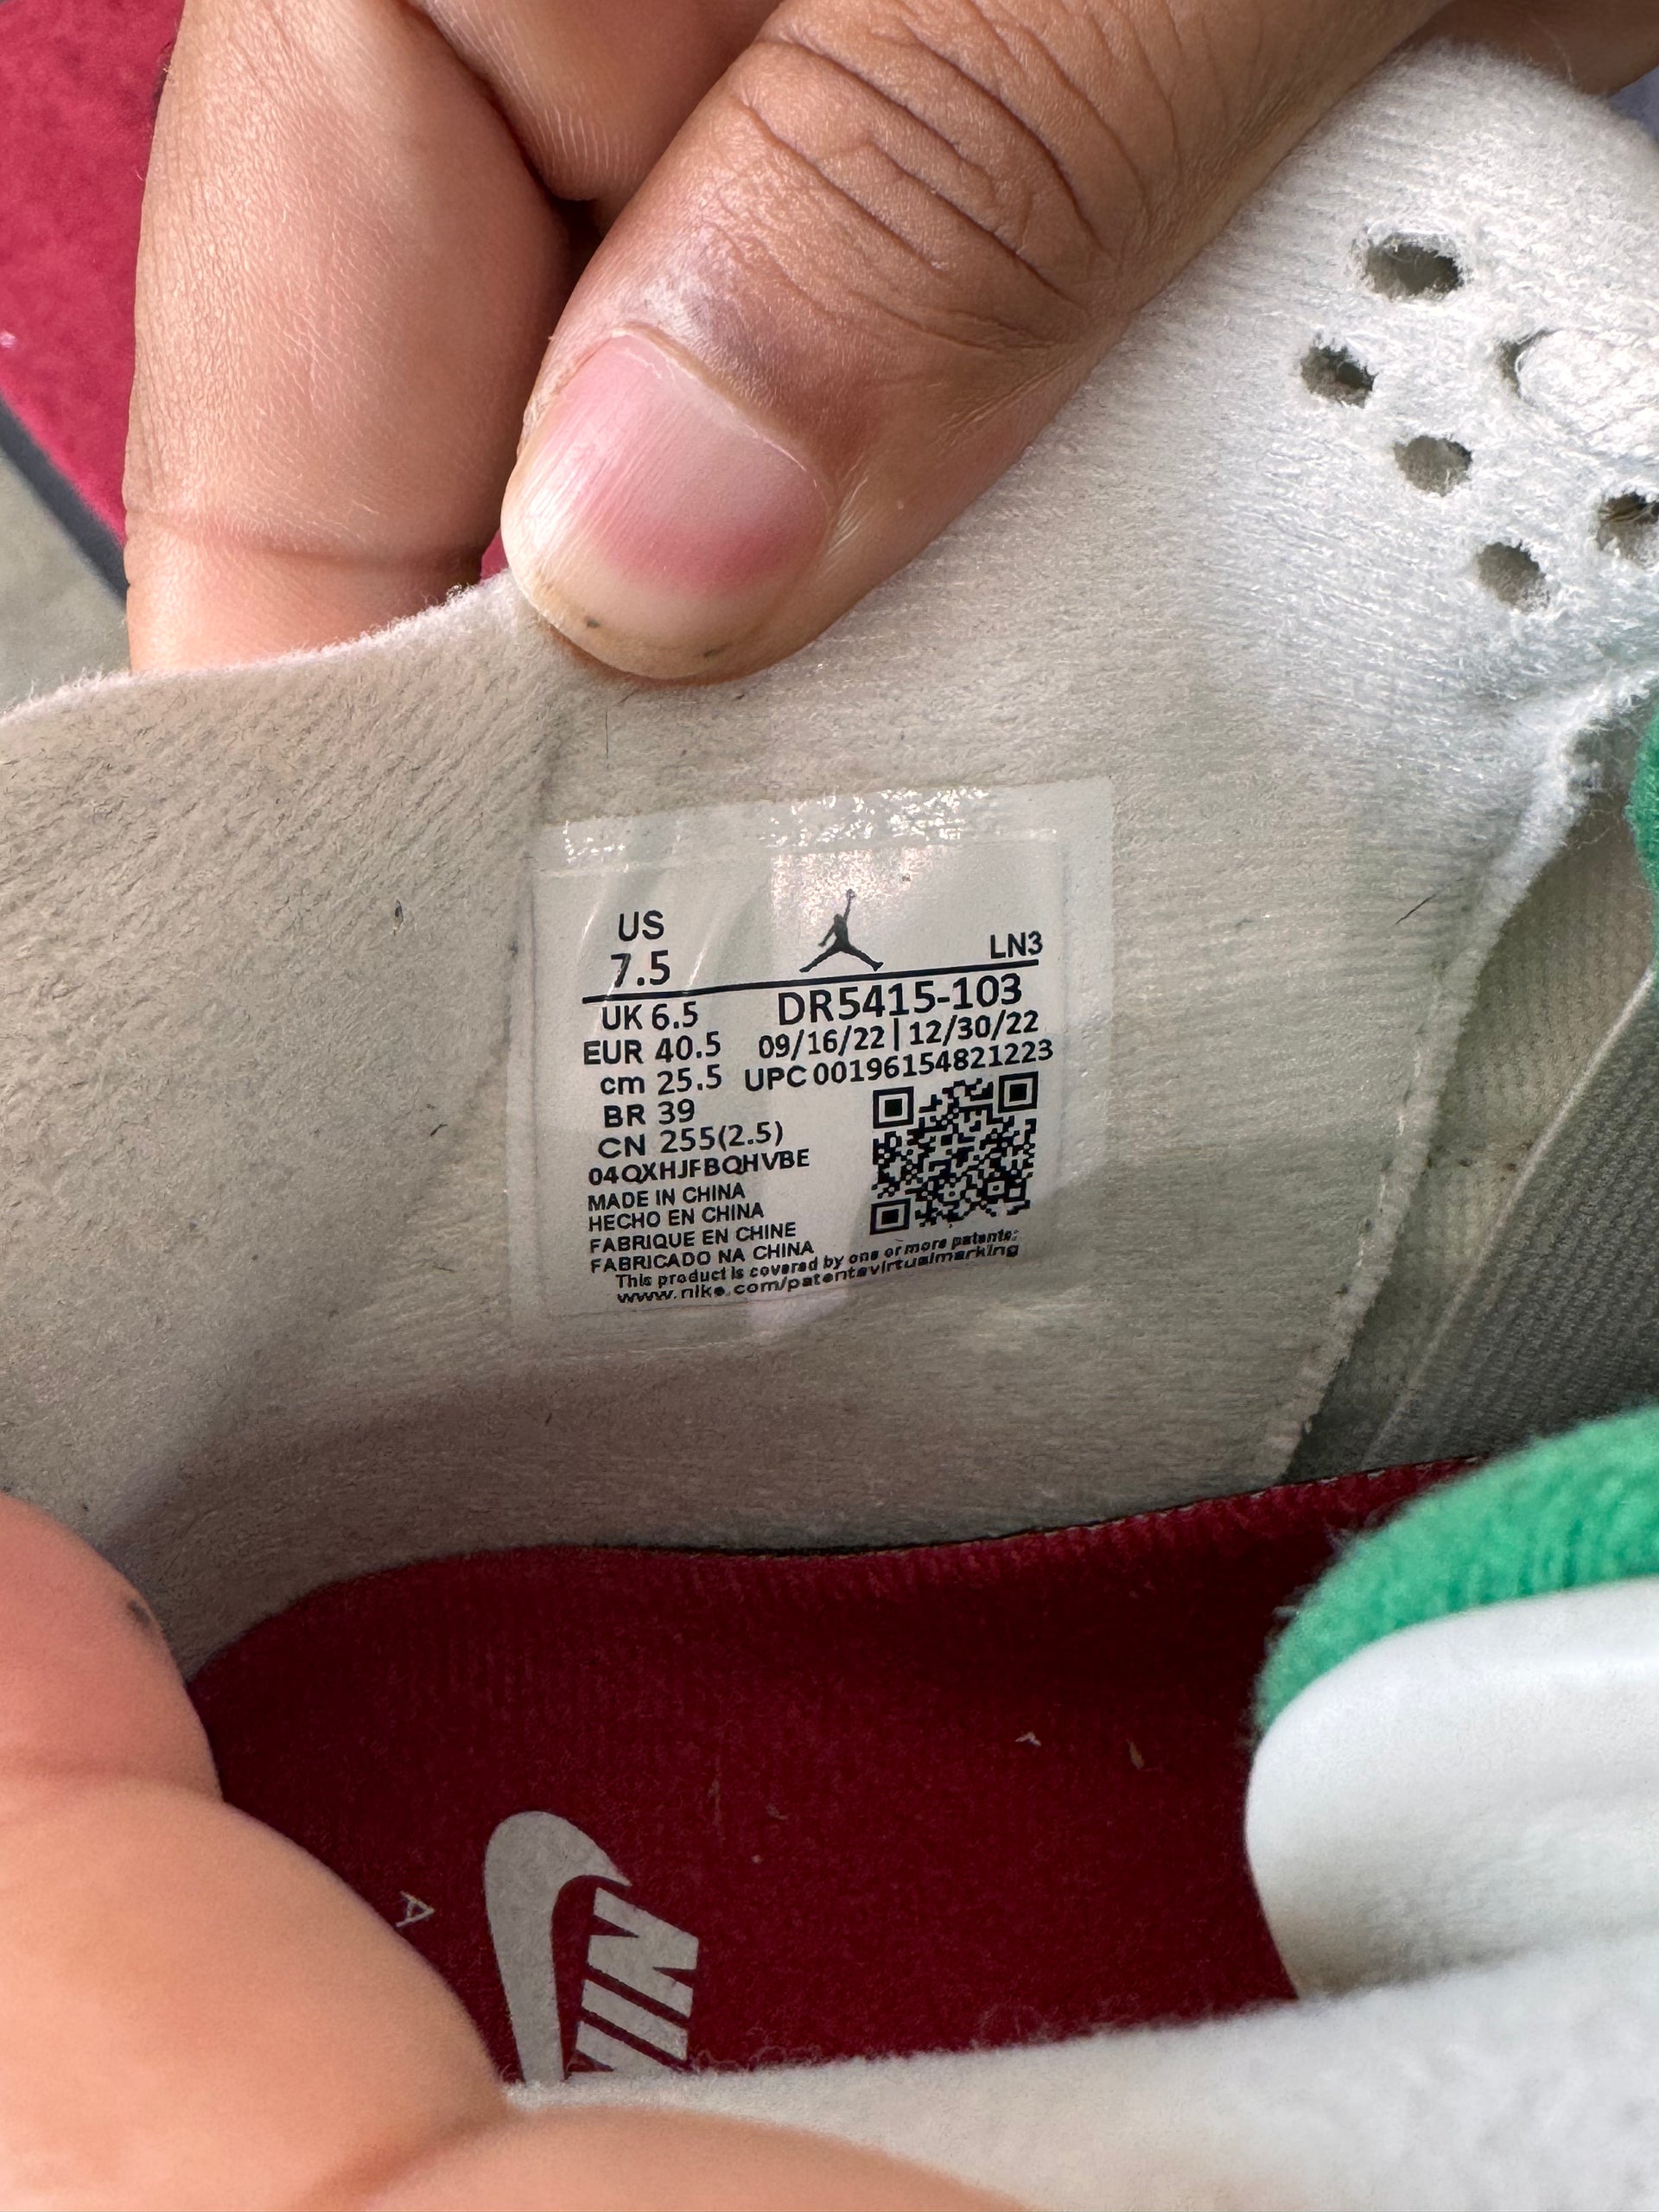 US
7.5
LN3
UK 6.5
DR5415-103
EUR 40.5
09/16/22 | 12/30/22
cm 25.5
UPC 00196154821223
BR 39
CN 255(2.5)
04QXHJFBQHVBE
MADE IN CHINA
HECHO EN CHINA
FABRIQUE EN CHINE
FABRICADO NA CHINA
This product is covered by one or more patents:
www.nike.com/patentsvirtualmarking
A
NIK